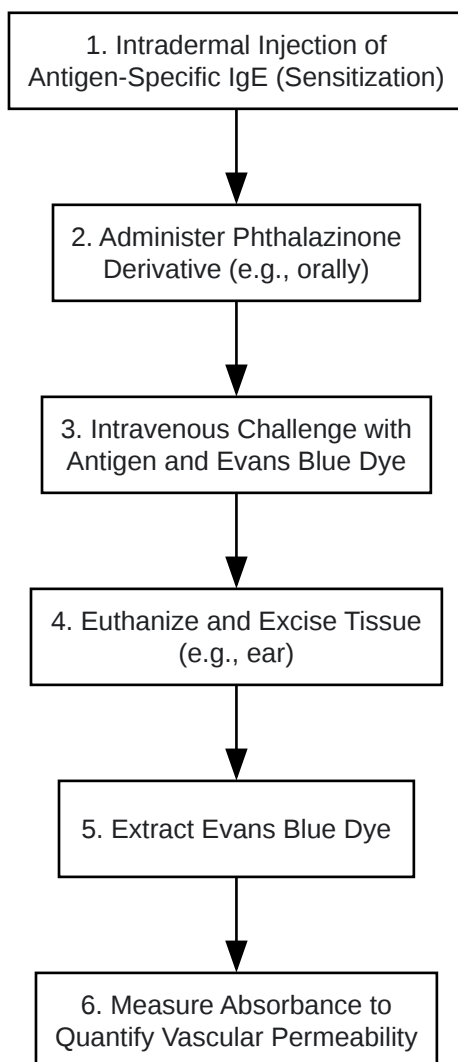 1. Intradermal Injection of
Antigen-Specific IgE (Sensitization)
2. Administer Phthalazinone
Derivative (e.g., orally)
3. Intravenous Challenge with
Antigen and Evans Blue Dye
4. Euthanize and Excise Tissue
(e.g., ear)
5. Extract Evans Blue Dye
6. Measure Absorbance to
Quantify Vascular Permeability